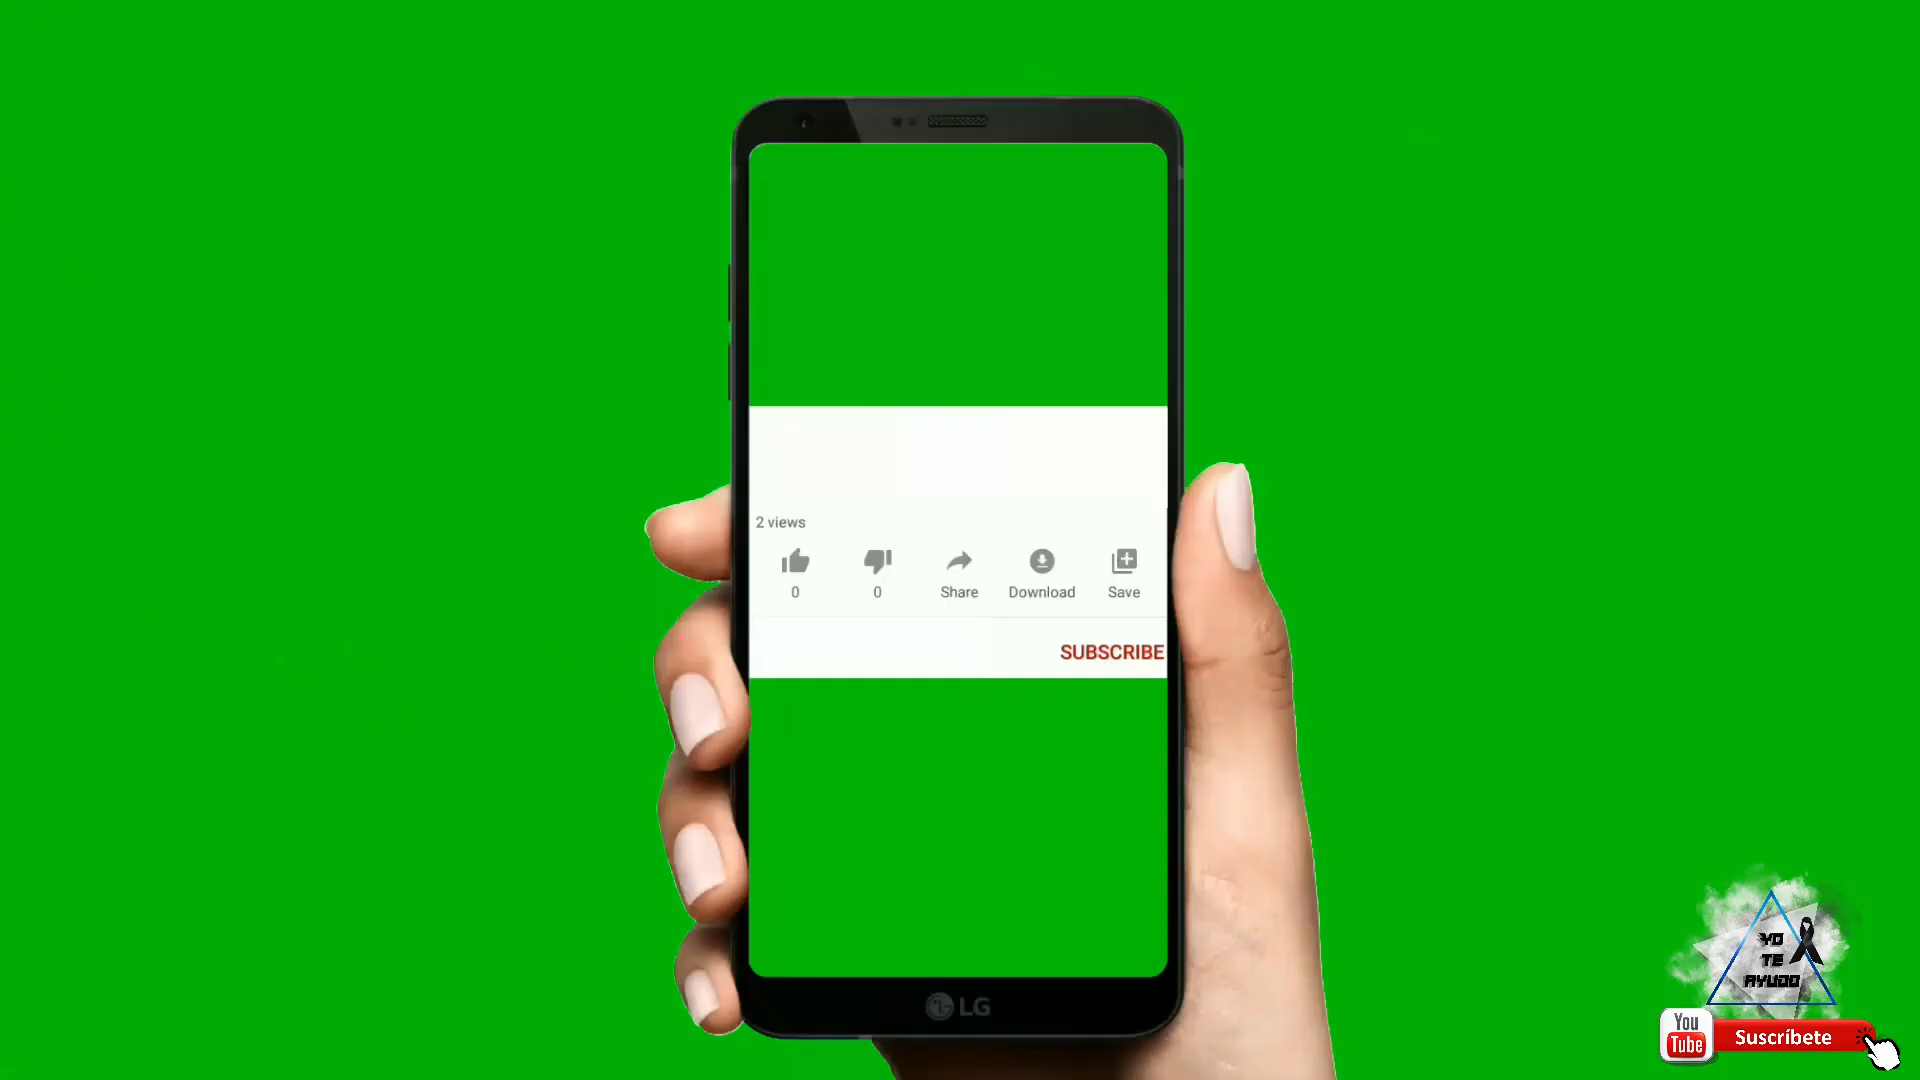 2 views
0
0
Share
Download
Save
SUBSCRIBE
LG
YO
TE
AYUDO
You
Tube
Suscríbete